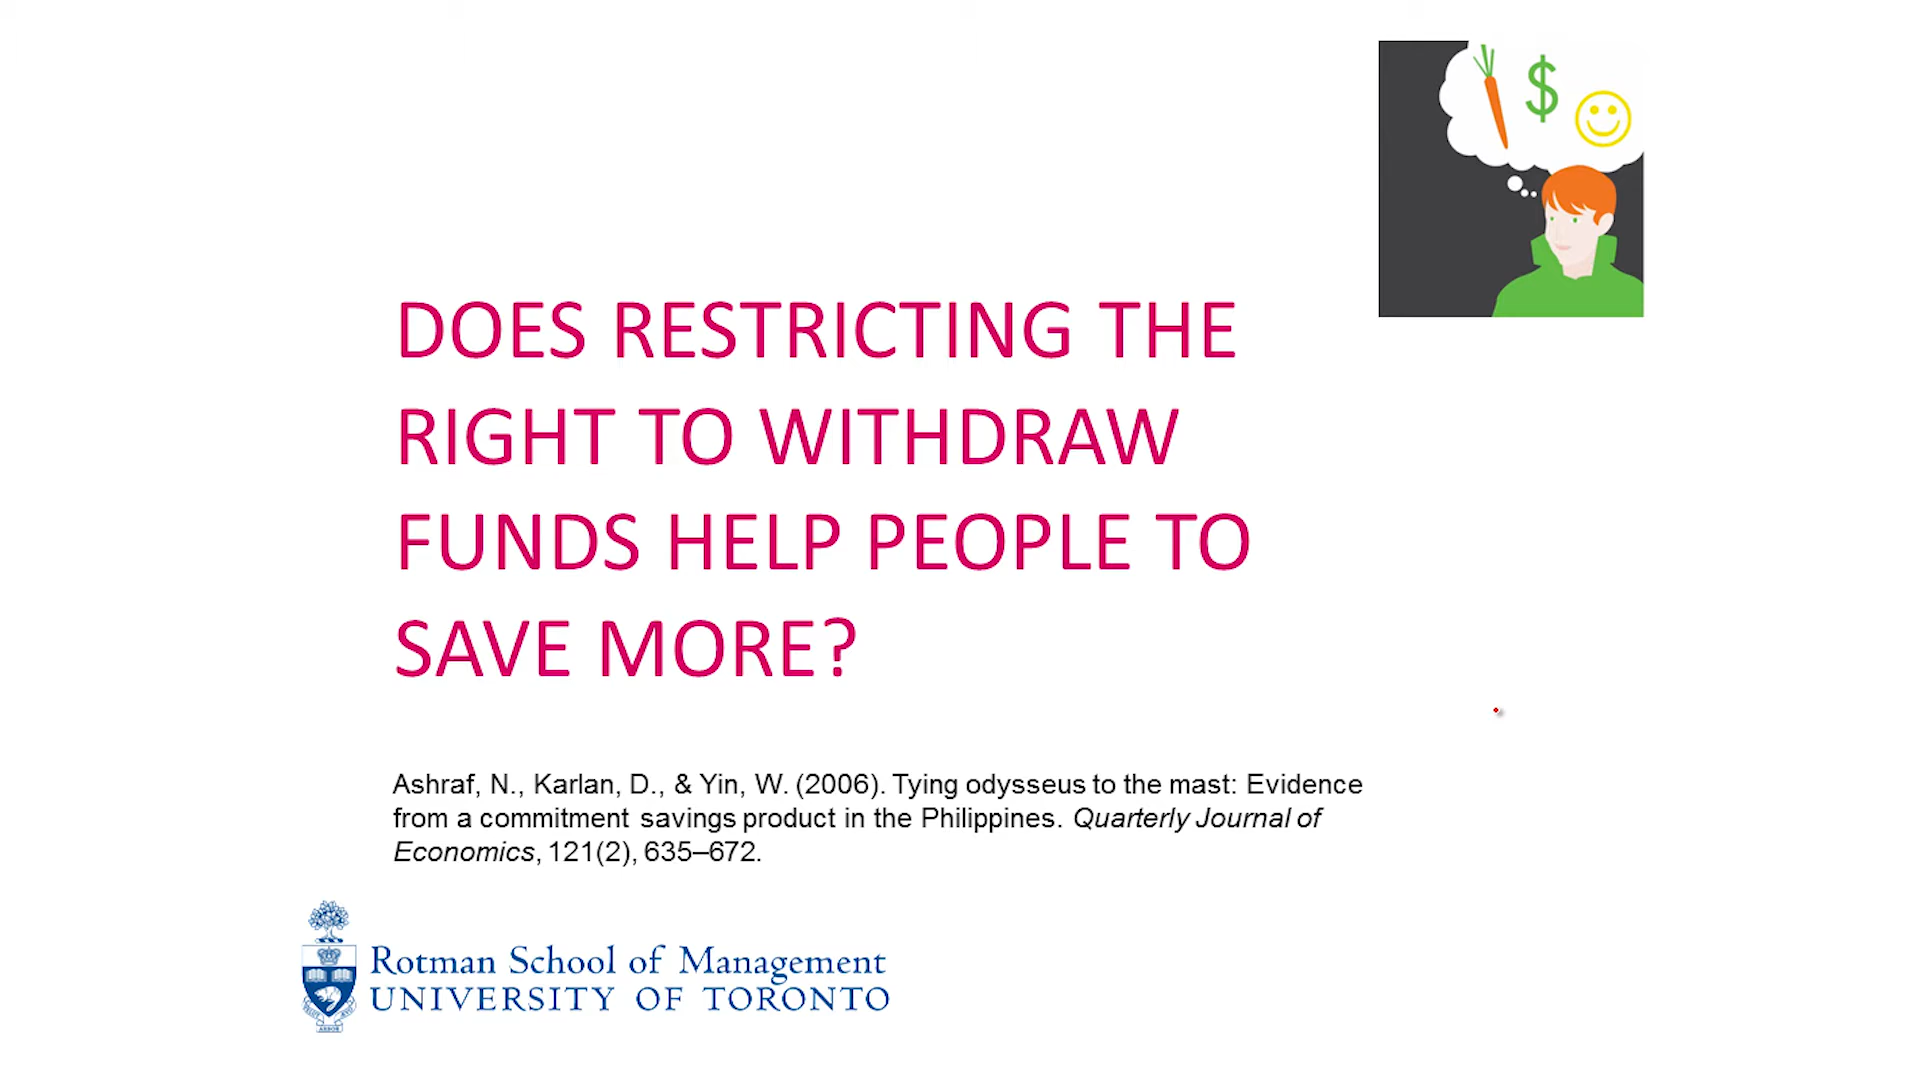 $
DOES RESTRICTING THE
RIGHT TO WITHDRAW
FUNDS HELP PEOPLE TO
SAVE MORE?
Ashraf, N., Karlan, D., & Yin, W. (2006). Tying odysseus to the mast: Evidence
from a commitment savings product in the Philippines. Quarterly Journal of
Economics, 121(2), 635–672.
Rotman School of Management
UNIVERSITY OF TORONTO